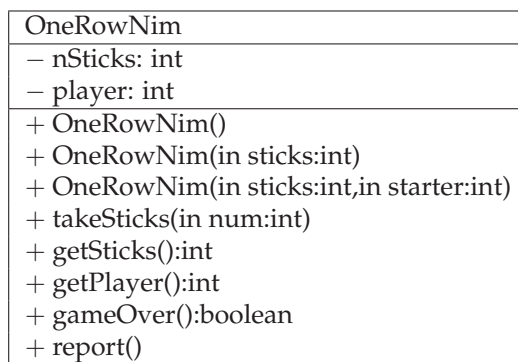 OneRowNim
− nSticks: int
− player: int
+ OneRowNim()
+ OneRowNim(in sticks:int)
+ OneRowNim(in sticks:int,in starter:int)
+ takeSticks(in num:int)
+ getSticks():int
+ getPlayer():int
+ gameOver():boolean
+ report()